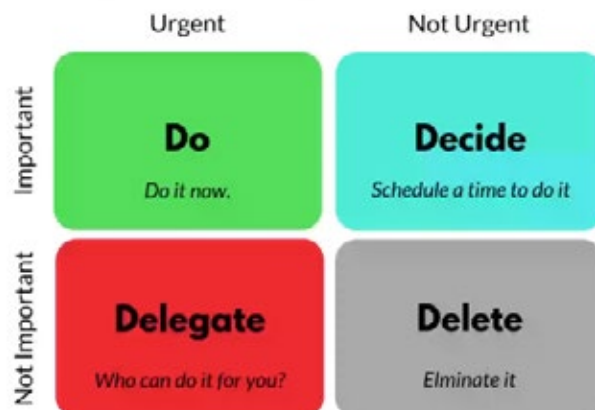 Urgent
Not Urgent
Important
Do
Do it now.
Decide
Schedule a time to do it
Not Important
Delegate
Who can do it for you?
Delete
Elminate it